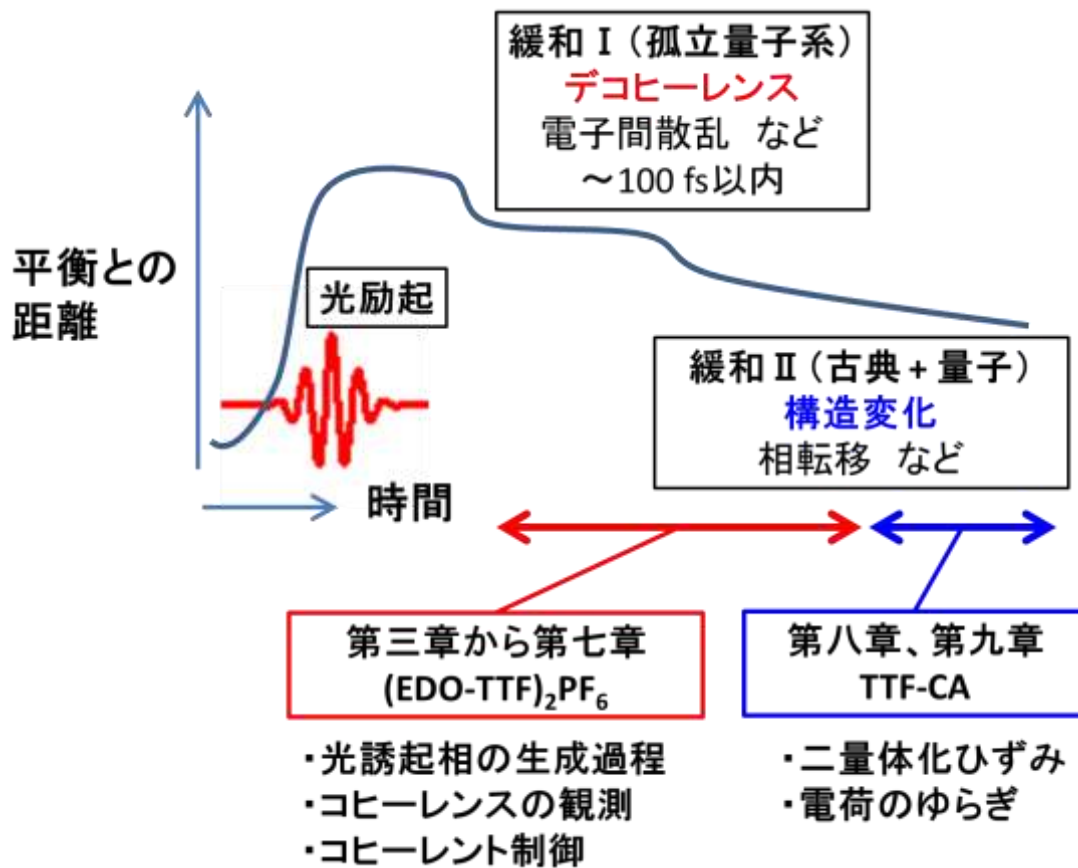 緩和 Ⅰ（孤立量子系）
デコヒーレンス
電子間散乱 など
～100 fs以内
平衡との
距離
光励起
緩和 Ⅱ（古典 + 量子）
構造変化
相転移 など
時間
第三章から第七章
(EDO-TTF)₂PF₆
・光誘起相の生成過程
・コヒーレンスの観測
・コヒーレント制御
第八章、第九章
TTF-CA
・二量体化ひずみ
・電荷のゆらぎ